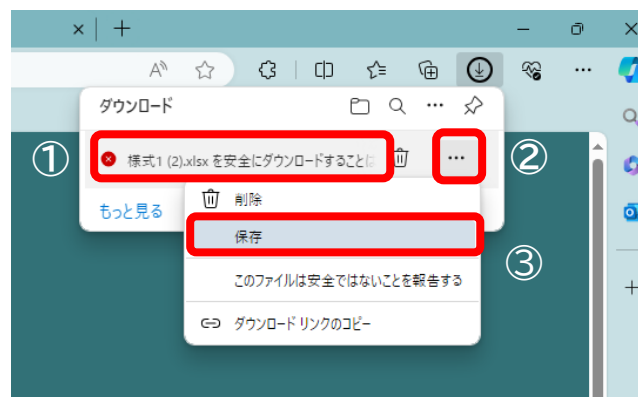 ダウンロード
①
様式1 (2).xlsx を安全にダウンロードすることは
②
もっと見る
削除
保存
③
このファイルは安全ではないことを報告する
ダウンロード リンクのコピー